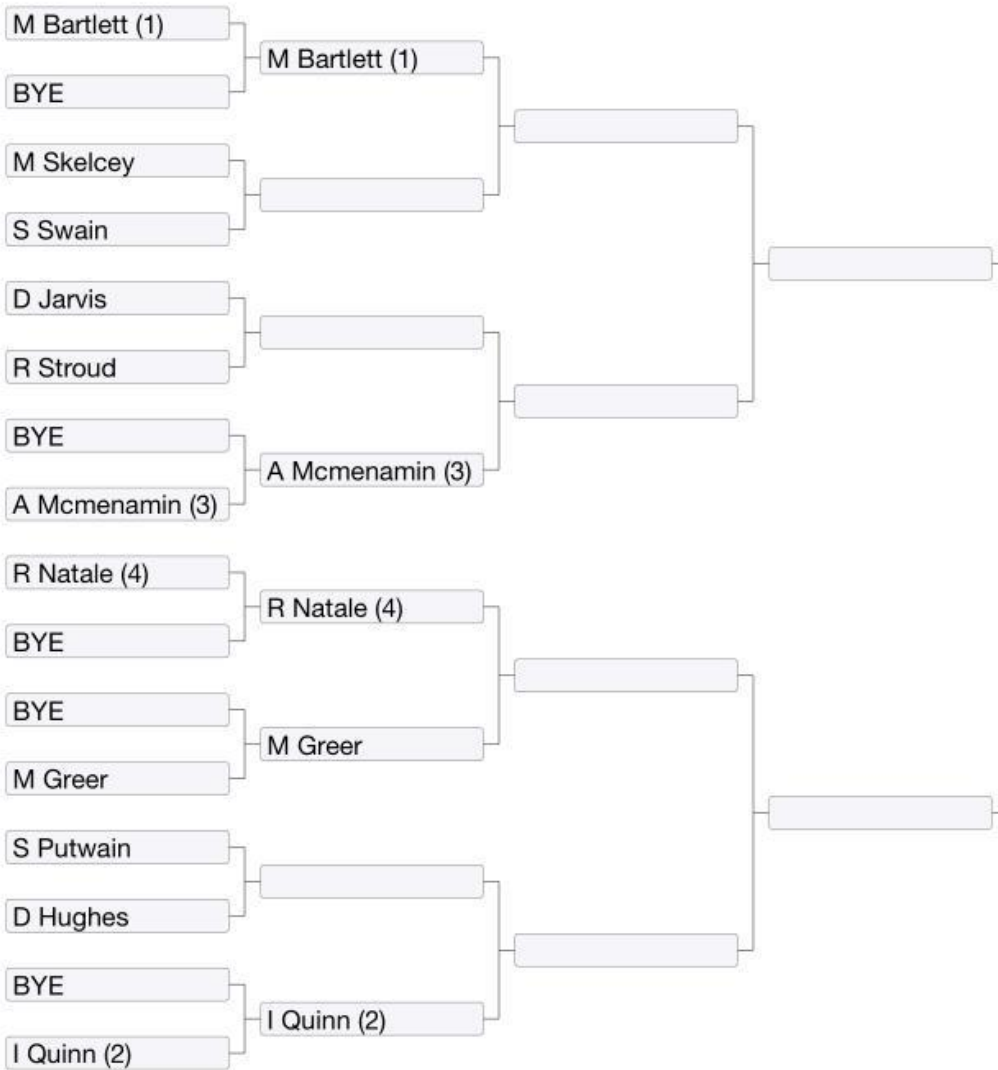 M Bartlett (1)
BYE
M Skelcey
S Swain
D Jarvis
R Stroud
BYE
A Mcmenamin (3)
R Natale (4)
BYE
BYE
M Greer
S Putwain
D Hughes
BYE
I Quinn (2)
M Bartlett (1)
A Mcmenamin (3)
R Natale (4)
M Greer
I Quinn (2)